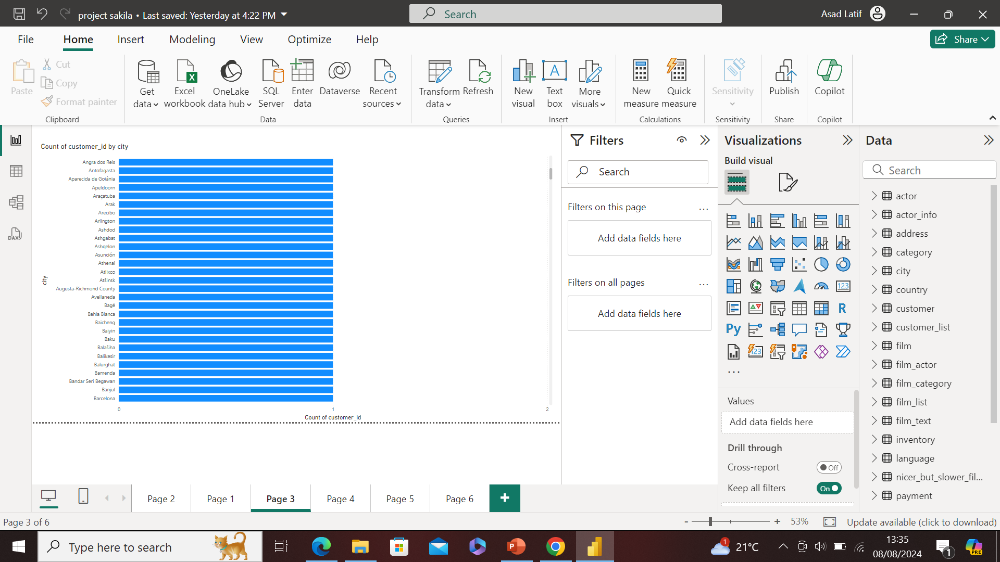 project sakila • Last saved: Yesterday at 4:22 PM
Search
Asad Latif
File
Home
Insert
Modeling
View
Optimize
Help
Share
Paste
Cut
Copy
Format painter
Clipboard
Get data
Excel workbook
OneLake data hub
SQL Server
Enter data
Dataverse
Recent sources
Data
Transform data
Refresh
Queries
New visual
Text box
More visuals
Insert
New measure
Quick measure
Calculations
Sensitivity
Sensitivity
Publish
Share
Copilot
Copilot
DAX
Count of customer_id by city
Angra dos Reis
Antofagasta
Aparecida de Goiânia
Apeldoorn
Araçatuba
Arak
Arecibo
Arlington
Ashdod
Ashgabat
Ashqelon
Asunción
Athenai
Atlixco
Atšinsk
Augusta-Richmond County
Avellaneda
Bagé
Bahía Blanca
Baicheng
Baiyin
Baku
Balašiha
Balikesir
Balurghat
Bamenda
Bandar Seri Begawan
Banjul
Barcelona
city
0
1
2
Count of customer_id
Filters
Search
Filters on this page
...
Add data fields here
Filters on all pages
...
Add data fields here
Visualizations
Build visual
123
R
Py
123
...
Values
Add data fields here
Drill through
Cross-report
Off
Keep all filters
On
Data
Search
actor
actor_info
address
category
city
country
customer
customer_list
film
film_actor
film_category
film_list
film_text
inventory
language
nicer_but_slower_fil...
payment
Page 2
Page 1
Page 3
Page 4
Page 5
Page 6
+
Page 3 of 6
-
+
53%
Update available (click to download)
Type here to search
1
21°C
13:35
08/08/2024
1
PRE